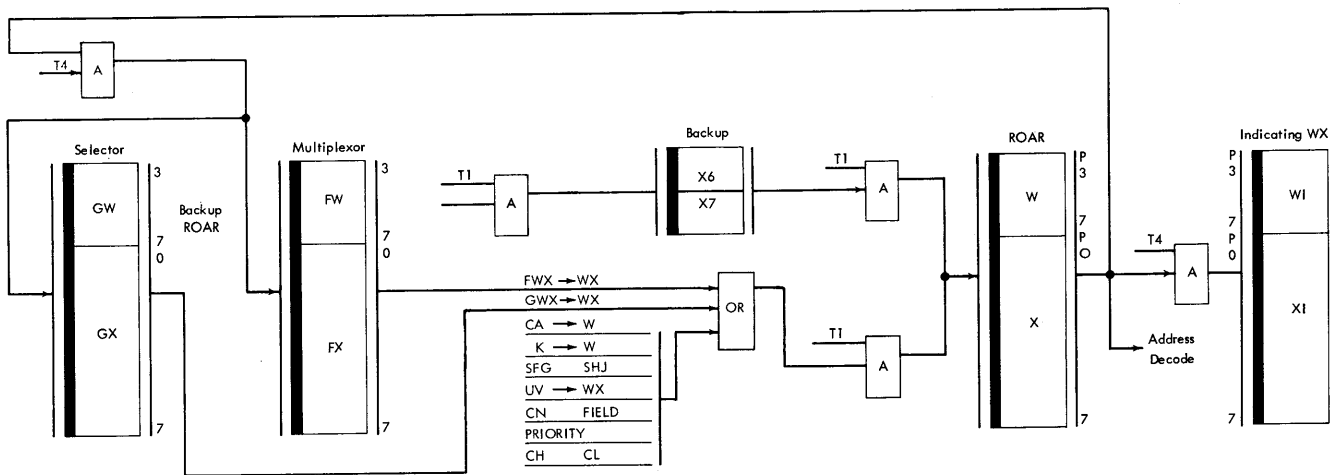 T4
A
Selector
3
GW
Backup
ROAR
7
0
GX
7
Multiplexor
3
FW
7
0
FX
7
T1
A
Backup
X6
X7
T1
A
FWX → WX
GWX → WX
CA → W
K → W
SFG SHJ
UV → WX
CN FIELD
PRIORITY
CH CL
OR
T1
A
ROAR
P
3
W
7
P
O
X
7
Address
Decode
T4
A
Indicating WX
P
3
WI
7
P
0
XI
7